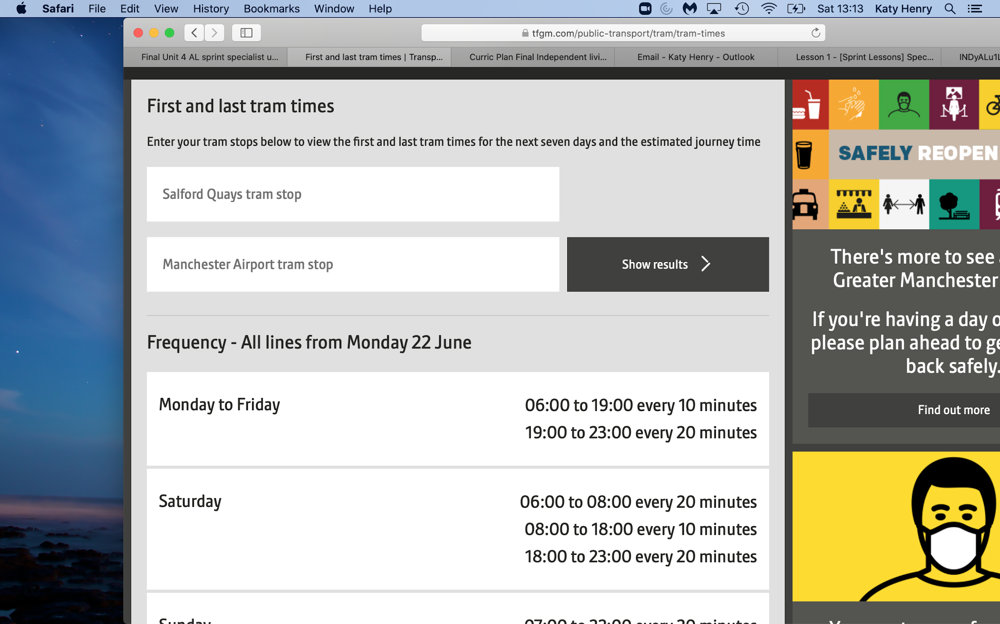 Safari File Edit View History Bookmarks Window Help Sat 13:13 Katy Henry
tfgm.com/public-transport/tram/tram-times
Final Unit 4 AL sprint specialist u... First and last tram times | Transp... Curric Plan Final Independent livi... Email - Katy Henry - Outlook Lesson 1 - [Sprint Lessons] Spec... INDyALu1L
First and last tram times
Enter your tram stops below to view the first and last tram times for the next seven days and the estimated journey time
Salford Quays tram stop
Manchester Airport tram stop
Show results
Frequency - All lines from Monday 22 June
Monday to Friday 06:00 to 19:00 every 10 minutes
19:00 to 23:00 every 20 minutes
Saturday 06:00 to 08:00 every 20 minutes
08:00 to 18:00 every 10 minutes
18:00 to 23:00 every 20 minutes
Sunday
SAFELY REOPEN
There's more to see
Greater Manchester
If you're having a day
please plan ahead to
back safely.
Find out more